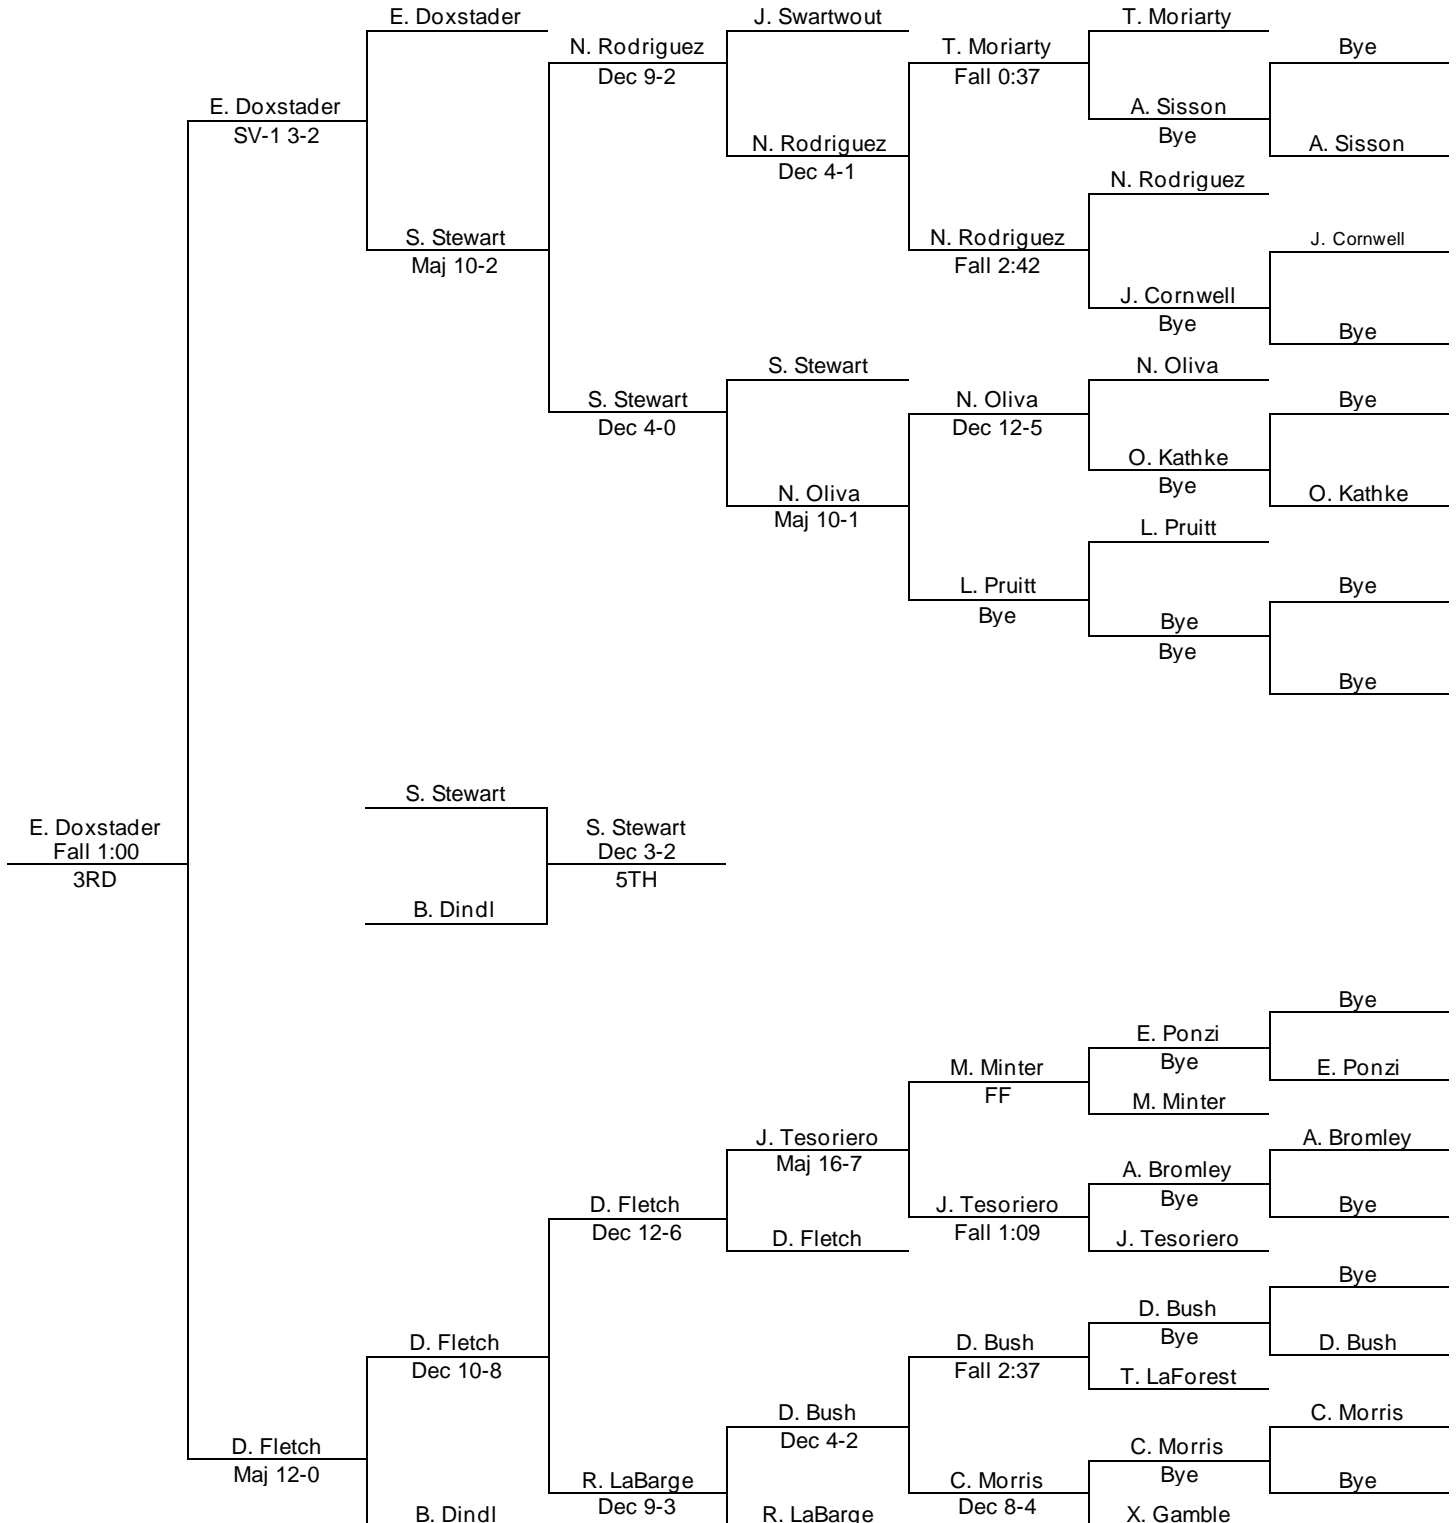 E. Doxstader
J. Swartwout
T. Moriarty
N. Rodriguez
Dec 9-2
T. Moriarty
Fall 0:37
Bye
E. Doxstader
SV-1 3-2
A. Sisson
Bye
N. Rodriguez
Dec 4-1
A. Sisson
N. Rodriguez
S. Stewart
Maj 10-2
N. Rodriguez
Fall 2:42
J. Cornwell
J. Cornwell
Bye
Bye
S. Stewart
N. Oliva
S. Stewart
Dec 4-0
N. Oliva
Dec 12-5
Bye
O. Kathke
Bye
N. Oliva
Maj 10-1
O. Kathke
L. Pruitt
L. Pruitt
Bye
Bye
Bye
Bye
Bye
S. Stewart
E. Doxstader
Fall 1:00
3RD
S. Stewart
Dec 3-2
5TH
B. Dindl
Bye
E. Ponzi
Bye
M. Minter
FF
E. Ponzi
M. Minter
J. Tesoriero
Maj 16-7
A. Bromley
A. Bromley
Bye
D. Fletch
Dec 12-6
J. Tesoriero
Fall 1:09
Bye
D. Fletch
J. Tesoriero
Bye
D. Bush
Bye
D. Fletch
Dec 10-8
D. Bush
Fall 2:37
D. Bush
T. LaForest
D. Bush
Dec 4-2
C. Morris
D. Fletch
Maj 12-0
C. Morris
Bye
R. LaBarge
Dec 9-3
C. Morris
Dec 8-4
Bye
B. Dindl
R. LaBarge
X. Gamble